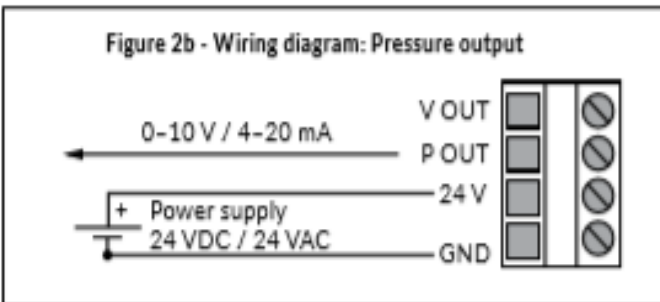 Figure 2b - Wiring diagram: Pressure output
V OUT
0–10 V / 4–20 mA
P OUT
24 V
+ Power supply
24 VDC / 24 VAC
GND